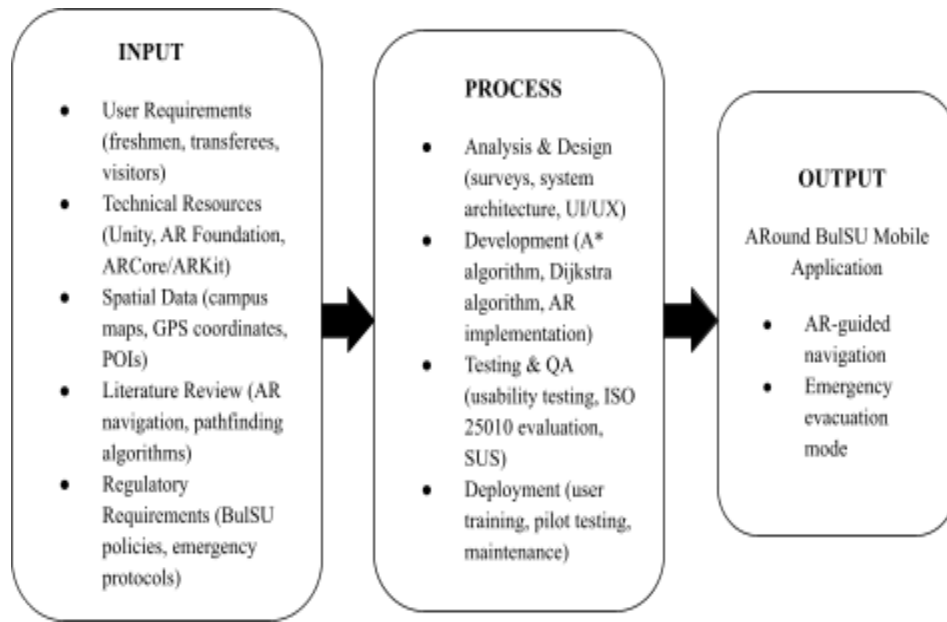 INPUT
● User Requirements
(freshmen, transferees,
visitors)
● Technical Resources
(Unity, AR Foundation,
ARCore/ARKit)
● Spatial Data (campus
maps, GPS coordinates,
POIs)
● Literature Review (AR
navigation, pathfinding
algorithms)
● Regulatory
Requirements (BulSU
policies, emergency
protocols)
PROCESS
● Analysis & Design
(surveys, system
architecture, UI/UX)
● Development (A*
algorithm, Dijkstra
algorithm, AR
implementation)
● Testing & QA
(usability testing, ISO
25010 evaluation,
SUS)
● Deployment (user
training, pilot testing,
maintenance)
OUTPUT
ARound BulSU Mobile
Application
● AR-guided
navigation
● Emergency
evacuation
mode